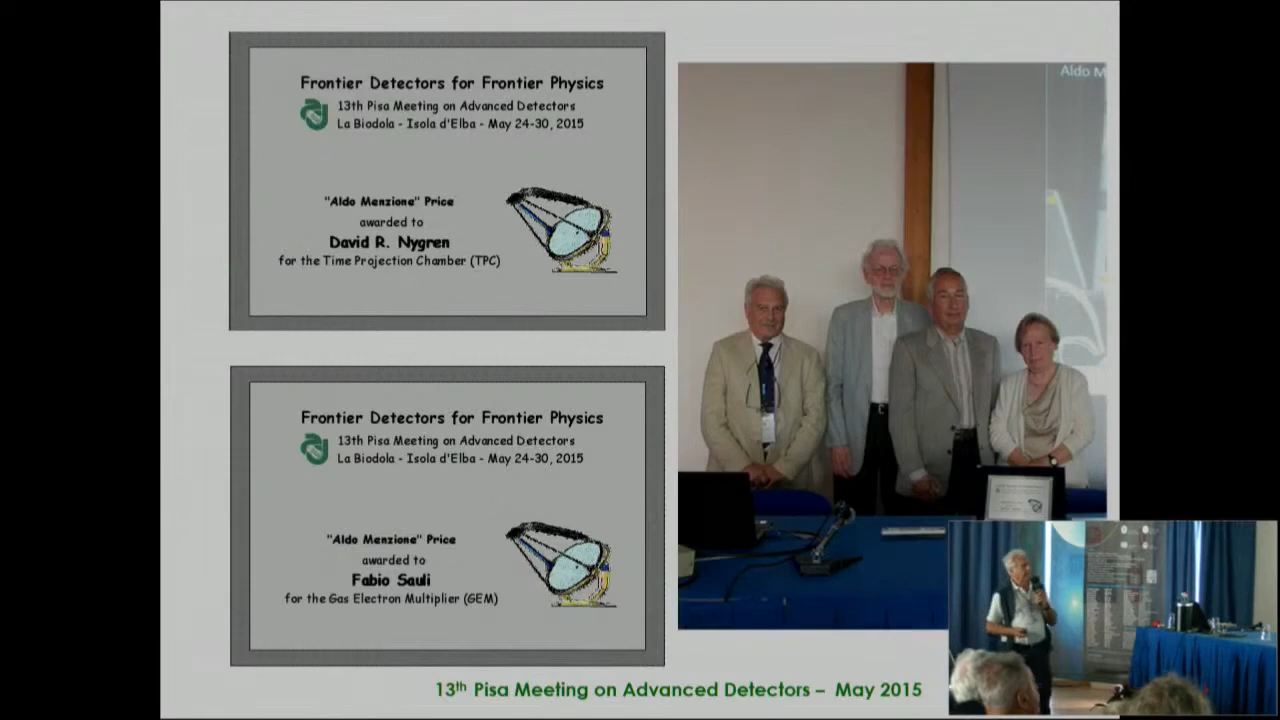 Frontier Detectors for Frontier Physics
13th Pisa Meeting on Advanced Detectors
La Biodola - Isola d'Elba - May 24-30, 2015
"Aldo Menzione" Price
awarded to
David R. Nygren
for the Time Projection Chamber (TPC)
Frontier Detectors for Frontier Physics
13th Pisa Meeting on Advanced Detectors
La Biodola - Isola d'Elba - May 24-30, 2015
"Aldo Menzione" Price
awarded to
Fabio Sauli
for the Gas Electron Multiplier (GEM)
Aldo M
13th Pisa Meeting on Advanced Detectors – May 2015